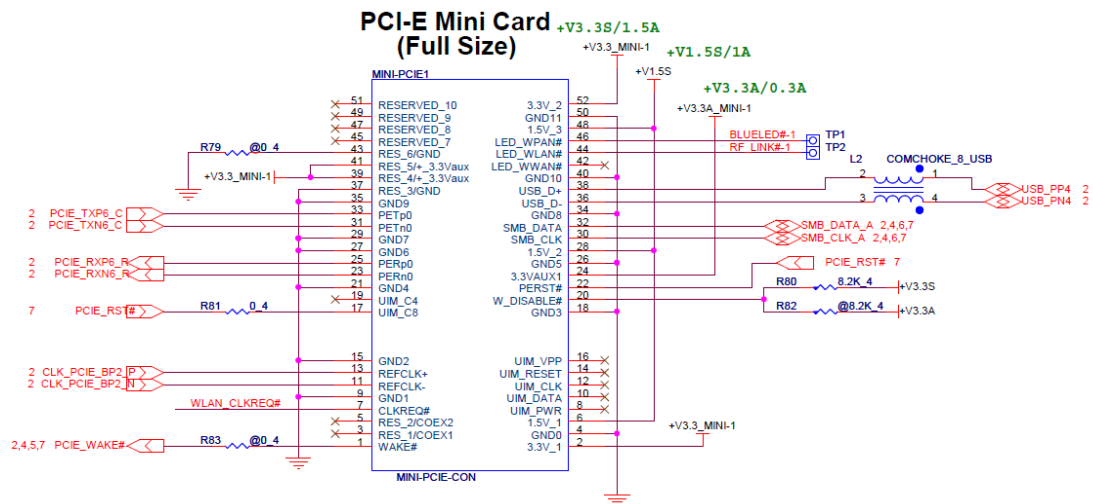 PCI-E Mini Card
(Full Size)
+V3.3S/1.5A
+V3.3_MINI-1
+V1.5S/1A
+V1.5S
+V3.3A/0.3A
+V3.3A_MINI-1
MINI-PCIE1
51 RESERVED_10 3.3V_2 52
49 RESERVED_9 GND11 50
47 RESERVED_8 1.5V_3 48
45 RESERVED_7 LED_WPAN# 46 BLUELED#-1 TP1
R79 @0_4 43 RES_6/GND LED_WLAN# 44 RF_LINK#-1 TP2
41 RES_5/+_3.3Vaux LED_WWAN# 42
+V3.3_MINI-1 39 RES_4/+_3.3Vaux GND10 40
L2 COMCHOKE_8_USB
37 RES_3/GND USB_D+ 38 2 1 USB_PP4 2
35 GND9 USB_D- 36 3 4 USB_PN4 2
2 PCIE_TXP6_C 33 PETp0 GND8 34
2 PCIE_TXN6_C 31 PETn0 SMB_DATA 32 SMB_DATA_A 2,4,6,7
29 GND7 SMB_CLK 30 SMB_CLK_A 2,4,6,7
27 GND6 1.5V_2 28
2 PCIE_RXP6_R 25 PERp0 GND5 26
2 PCIE_RXN6_R 23 PERn0 3.3VAUX1 24
21 GND4 PERST# 22 PCIE_RST# 7
19 UIM_C4 W_DISABLE# 20 R80 8.2K_4 +V3.3S
7 PCIE_RST# R81 0_4 17 UIM_C8 GND3 18 R82 @8.2K_4 +V3.3A
15 GND2 UIM_VPP 16
2 CLK_PCIE_BP2_P 13 REFCLK+ UIM_RESET 14
2 CLK_PCIE_BP2_N 11 REFCLK- UIM_CLK 12
9 GND1 UIM_DATA 10
WLAN_CLKREQ# 7 CLKREQ# UIM_PWR 8
5 RES_2/COEX2 1.5V_1 6
3 RES_1/COEX1 GND0 4
2,4,5,7 PCIE_WAKE# R83 @0_4 1 WAKE# 3.3V_1 2 +V3.3_MINI-1
MINI-PCIE-CON